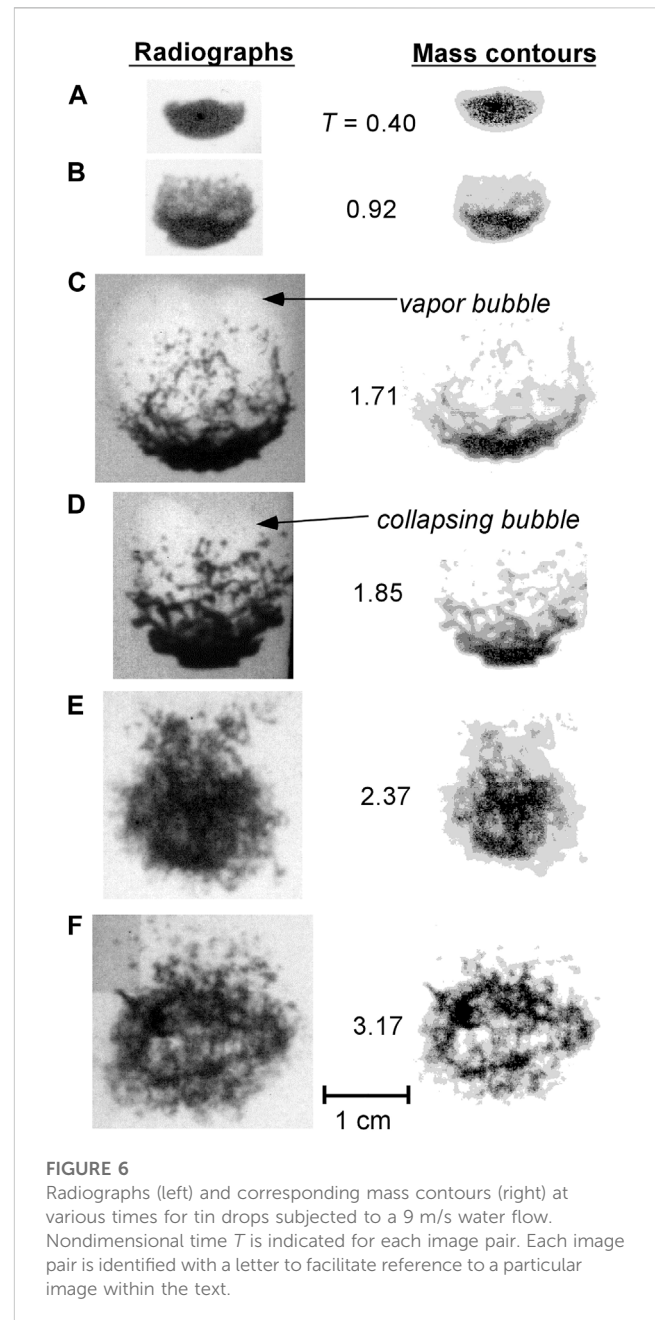 Radiographs Mass contours
A
T = 0.40
B
0.92
C
vapor bubble
1.71
D
collapsing bubble
1.85
E
2.37
F
3.17
1 cm
FIGURE 6
Radiographs (left) and corresponding mass contours (right) at
various times for tin drops subjected to a 9 m/s water flow.
Nondimensional time T is indicated for each image pair. Each image
pair is identified with a letter to facilitate reference to a particular
image within the text.